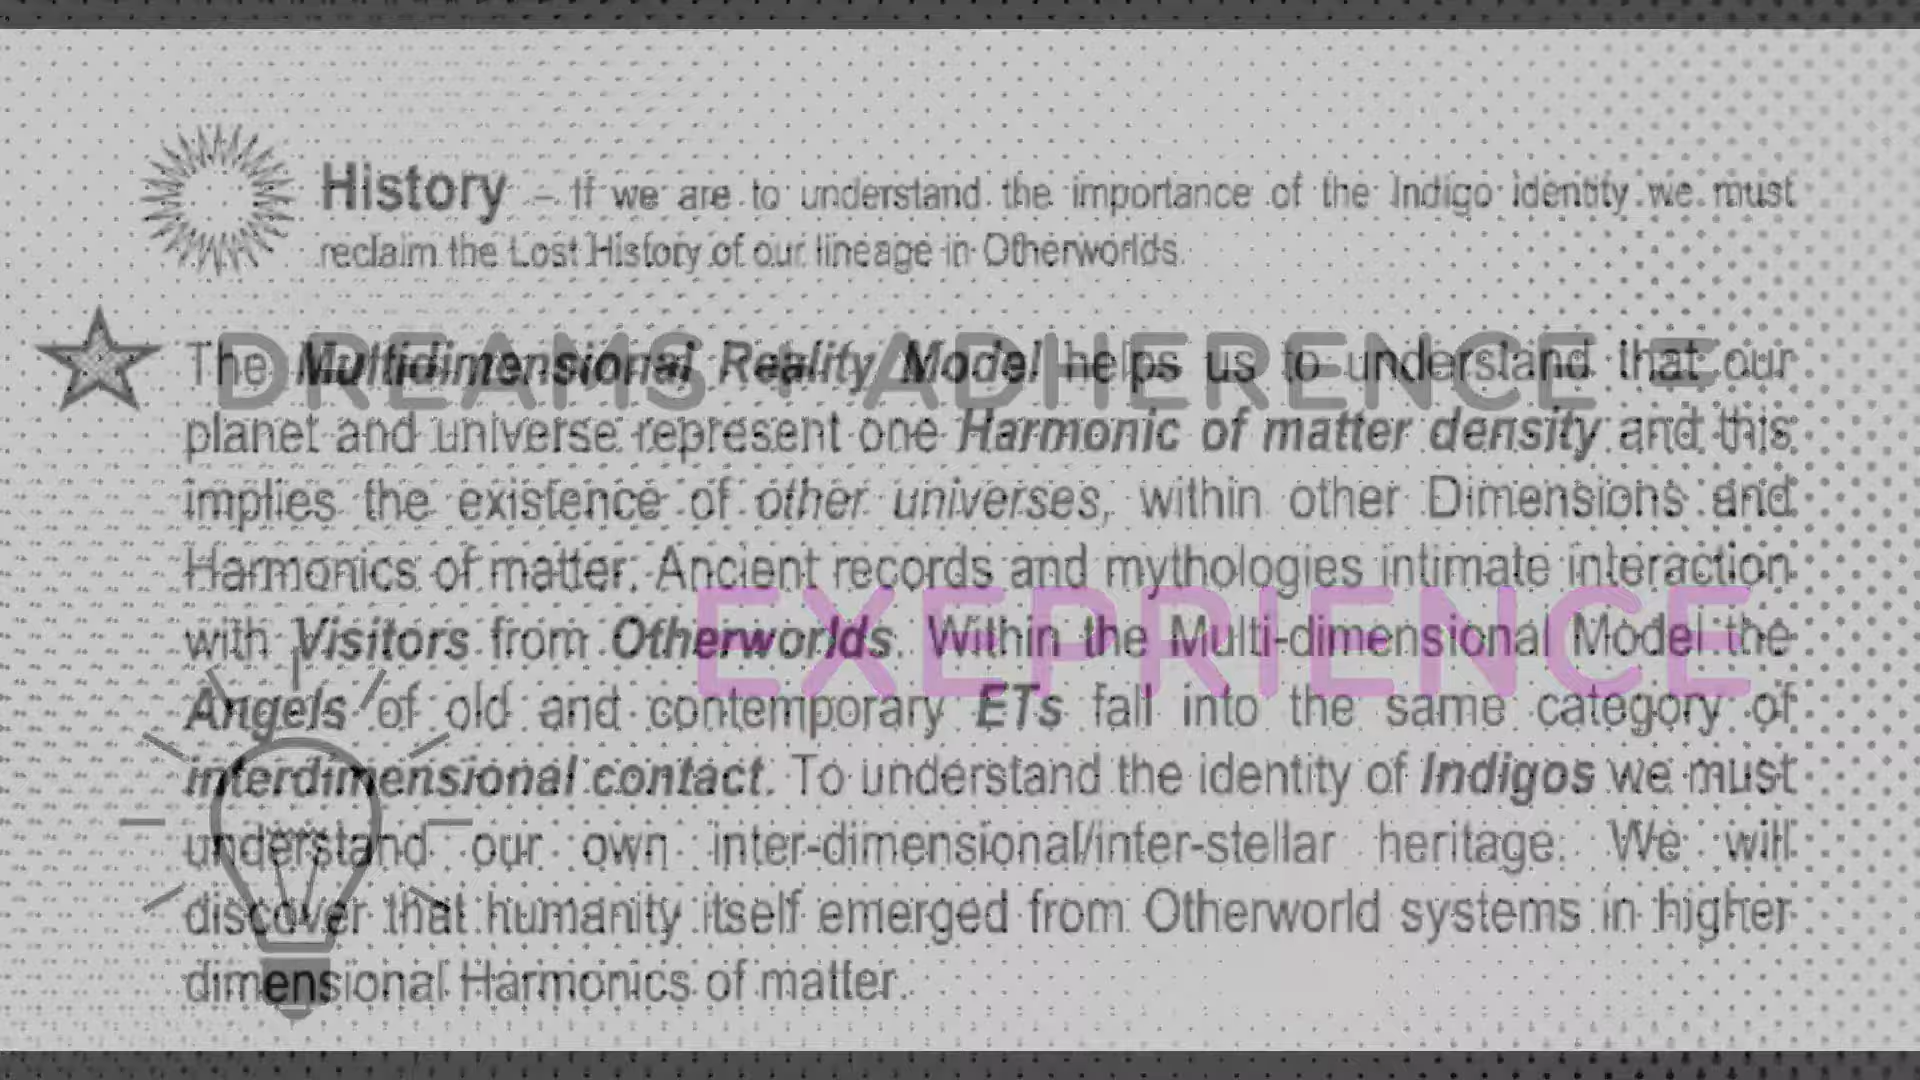 History – If we are to understand the importance of the Indigo identity we must
reclaim the Lost History of our lineage in Otherworlds.
DREAMS + ADHERENCE =
The Multidimensional Reality Model helps us to understand that our
planet and universe represent one Harmonic of matter density and this
implies the existence of other universes, within other Dimensions and
Harmonics of matter. Ancient records and mythologies intimate interaction
EXEPRIENCE
with Visitors from Otherworlds. Within the Multi-dimensional Model the
Angels of old and contemporary ETs fall into the same category of
interdimensional contact. To understand the identity of Indigos we must
understand our own inter-dimensional/inter-stellar heritage. We will
discover that humanity itself emerged from Otherworld systems in higher
dimensional Harmonics of matter.